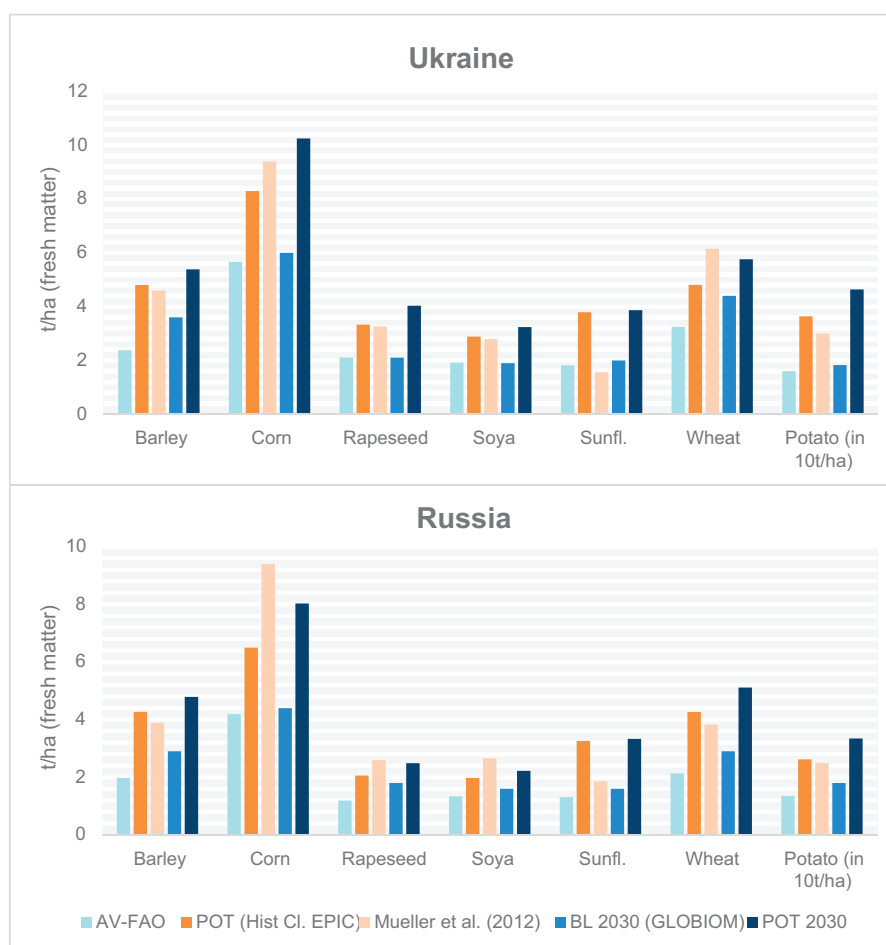 Ukraine
t/ha (fresh matter)
12
10
8
6
4
2
0
Barley
Corn
Rapeseed
Soya
Sunfl.
Wheat
Potato (in
10t/ha)
Russia
t/ha (fresh matter)
10
8
6
4
2
0
Barley
Corn
Rapeseed
Soya
Sunfl.
Wheat
Potato (in
10t/ha)
AV-FAO
POT (Hist Cl. EPIC)
Mueller et al. (2012)
BL 2030 (GLOBIOM)
POT 2030